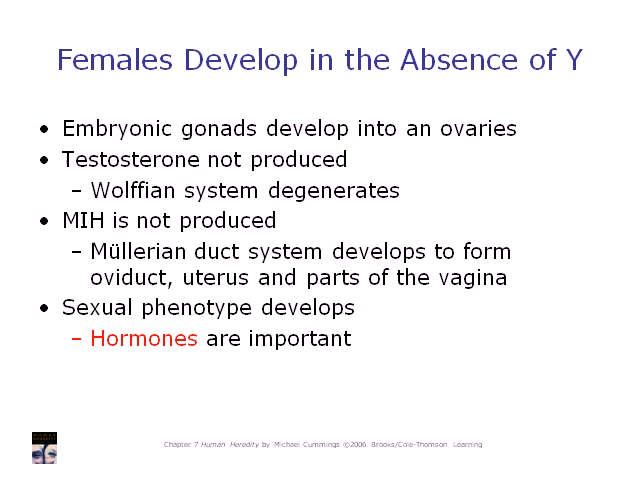 Females Develop in the Absence of Y
• Embryonic gonads develop into an ovaries
• Testosterone not produced
– Wolffian system degenerates
• MIH is not produced
– Müllerian duct system develops to form
oviduct, uterus and parts of the vagina
• Sexual phenotype develops
– Hormones are important
Chapter 7 Human Heredity by Michael Cummings ©2006 Brooks/Cole-Thomson Learning